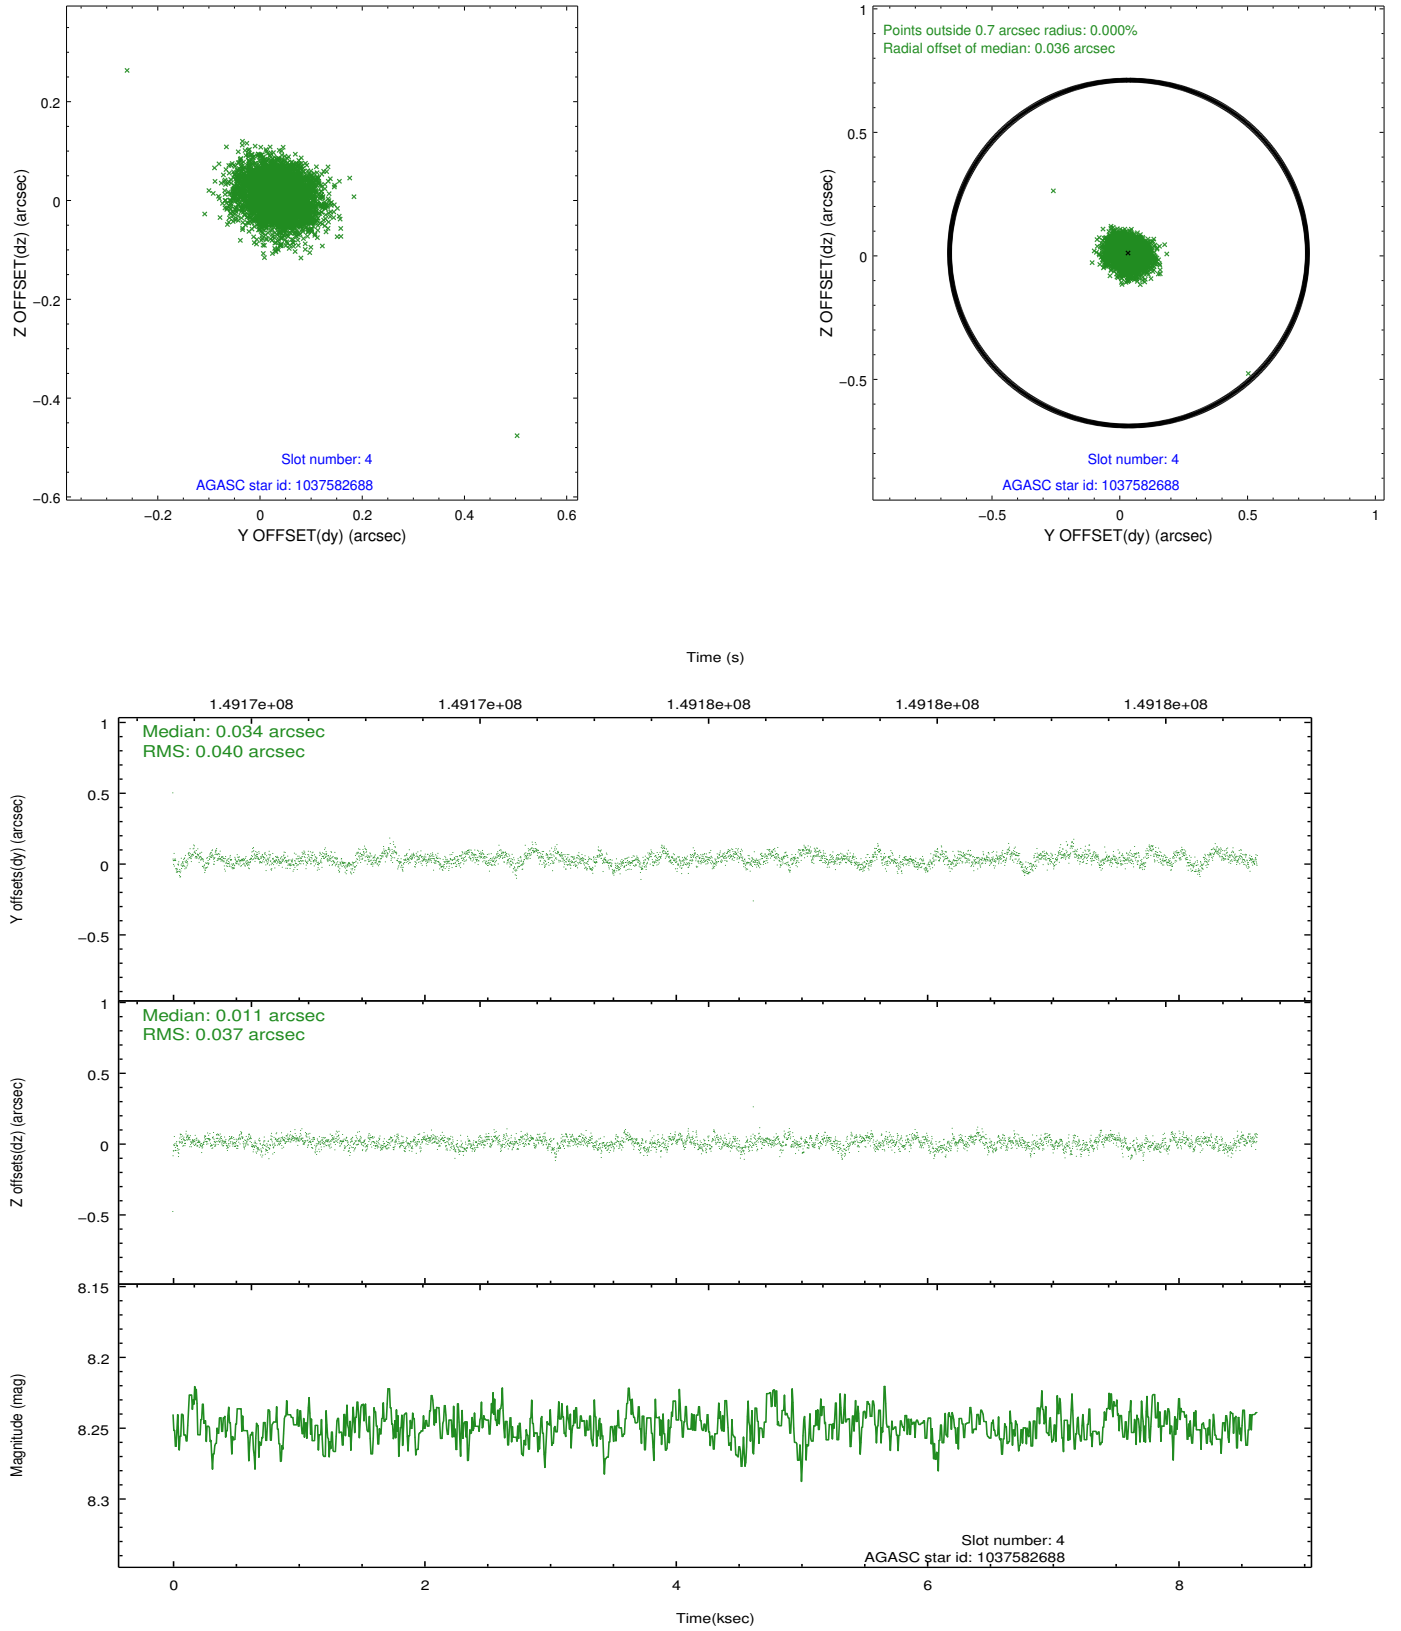 0.2
0
−0.2
−0.4
−0.6
−0.2
0
0.2
0.4
0.6
Z OFFSET(dz) (arcsec)
Y OFFSET(dy) (arcsec)
Slot number: 4
AGASC star id: 1037582688
Points outside 0.7 arcsec radius: 0.000%
Radial offset of median: 0.036 arcsec
1
0.5
0
−0.5
−0.5
0
0.5
1
Z OFFSET(dz) (arcsec)
Y OFFSET(dy) (arcsec)
Slot number: 4
AGASC star id: 1037582688
Time (s)
1.4917e+08
1.4917e+08
1.4918e+08
1.4918e+08
1.4918e+08
Median: 0.034 arcsec
RMS: 0.040 arcsec
1
0.5
0
−0.5
Y offsets(dy) (arcsec)
Median: 0.011 arcsec
RMS: 0.037 arcsec
1
0.5
0
−0.5
Z offsets(dz) (arcsec)
8.15
8.2
8.25
8.3
Magnitude (mag)
Slot number: 4
AGASC star id: 1037582688
0
2
4
6
8
Time(ksec)